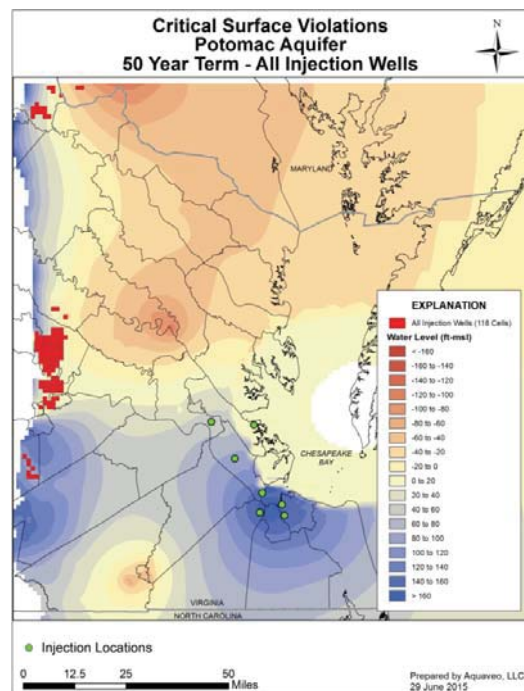 Critical Surface Violations
Potomac Aquifer
50 Year Term - All Injection Wells
N
MARYLAND
EXPLANATION
All Injection Wells (118 Cells)
Water Level (ft-msl)
< -160
-160 to -140
-140 to -120
-120 to -100
-100 to -80
-80 to -60
-60 to -40
-40 to -20
-20 to 0
0 to 20
30 to 40
40 to 60
60 to 80
80 to 100
100 to 120
120 to 140
140 to 160
> 160
CHESAPEAKE
BAY
VIRGINIA
NORTH CAROLINA
Injection Locations
0 12.5 25 50
Miles
Prepared by Aquaveo, LLC
29 June 2015